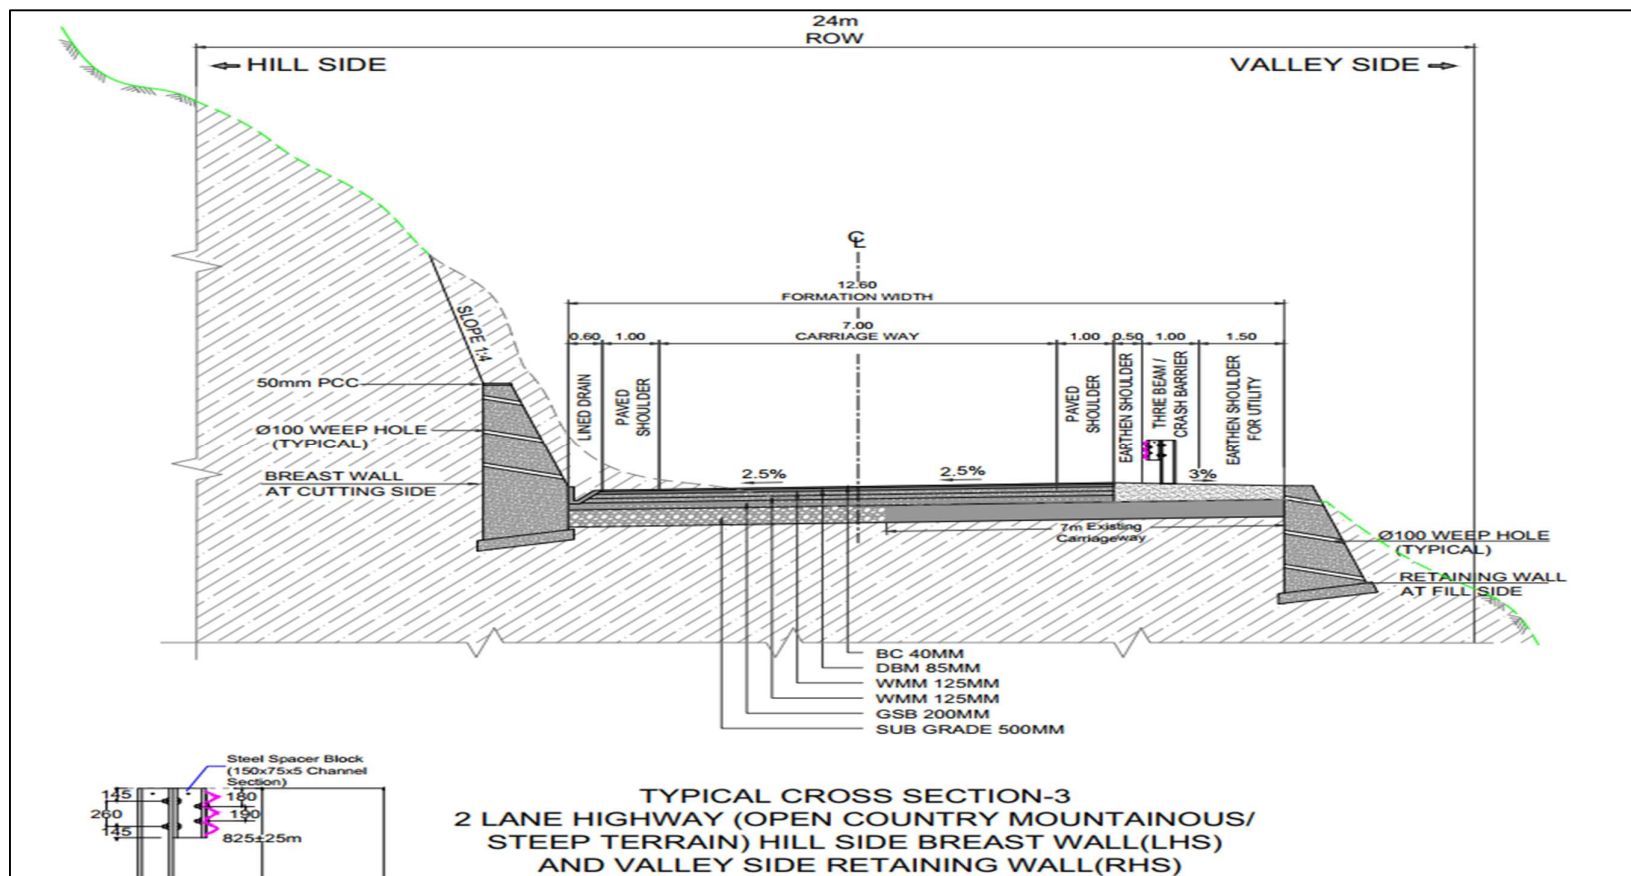 24m
ROW
HILL SIDE
VALLEY SIDE
℄
12.60
FORMATION WIDTH
7.00
CARRIAGE WAY
0.60
1.00
1.00
0.50
1.00
1.50
SLOPE 1:4
LINED DRAIN
PAVED
SHOULDER
PAVED
SHOULDER
EARTHEN SHOULDER
THRIE BEAM /
CRASH BARRIER
EARTHEN SHOULDER
FOR UTILITY
50mm PCC
Ø100 WEEP HOLE
(TYPICAL)
BREAST WALL
AT CUTTING SIDE
2.5%
2.5%
3%
7m Existing
Carriageway
Ø100 WEEP HOLE
(TYPICAL)
RETAINING WALL
AT FILL SIDE
BC 40MM
DBM 85MM
WMM 125MM
WMM 125MM
GSB 200MM
SUB GRADE 500MM
Steel Spacer Block
(150x75x5 Channel
Section)
145
260
145
180
190
825±25m
TYPICAL CROSS SECTION-3
2 LANE HIGHWAY (OPEN COUNTRY MOUNTAINOUS/
STEEP TERRAIN) HILL SIDE BREAST WALL(LHS)
AND VALLEY SIDE RETAINING WALL(RHS)